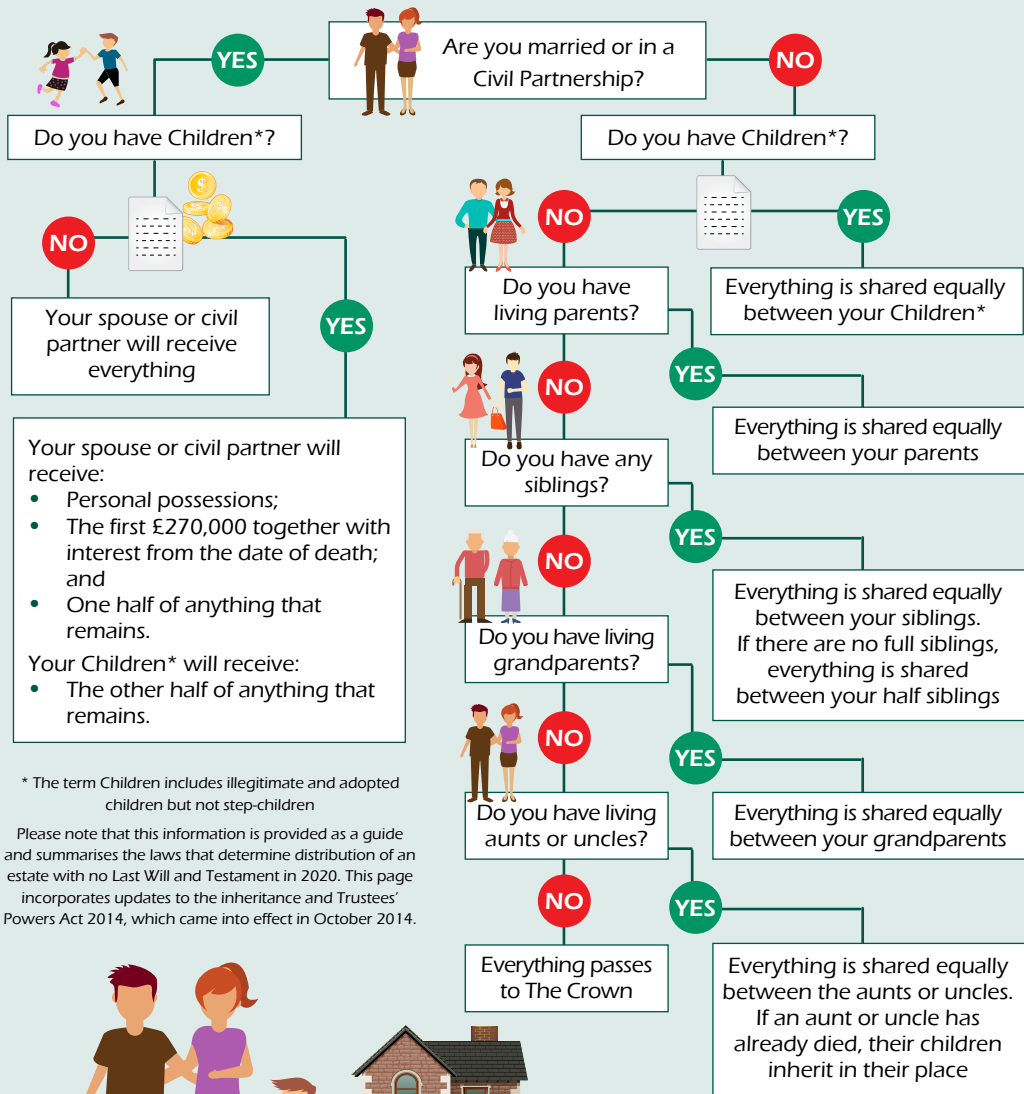 Are you married or in a
Civil Partnership?
YES
NO
Do you have Children*?
Do you have Children*?
$
NO
YES
Your spouse or civil
partner will receive
everything
Your spouse or civil partner will
receive:
• Personal possessions;
• The first £270,000 together with
interest from the date of death;
and
• One half of anything that
remains.
Your Children* will receive:
• The other half of anything that
remains.
* The term Children includes illegitimate and adopted
children but not step-children
Please note that this information is provided as a guide
and summarises the laws that determine distribution of an
estate with no Last Will and Testament in 2020. This page
incorporates updates to the inheritance and Trustees’
Powers Act 2014, which came into effect in October 2014.
NO
YES
Everything is shared equally
between your Children*
Do you have
living parents?
YES
Everything is shared equally
between your parents
NO
Do you have any
siblings?
YES
Everything is shared equally
between your siblings.
If there are no full siblings,
everything is shared
between your half siblings
NO
Do you have living
grandparents?
YES
Everything is shared equally
between your grandparents
NO
Do you have living
aunts or uncles?
YES
Everything is shared equally
between the aunts or uncles.
If an aunt or uncle has
already died, their children
inherit in their place
NO
Everything passes
to The Crown